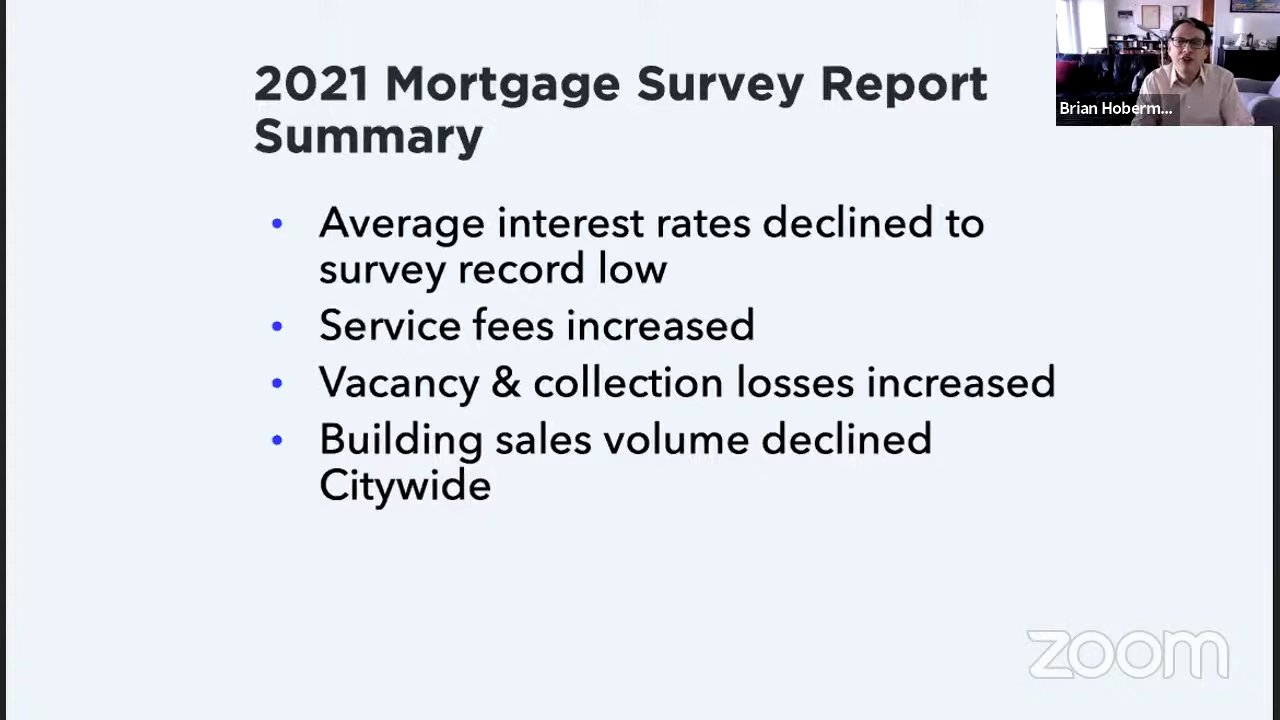 2021 Mortgage Survey Report
Summary
Brian Hoberm...
• Average interest rates declined to
survey record low
• Service fees increased
• Vacancy & collection losses increased
• Building sales volume declined
Citywide
zoom